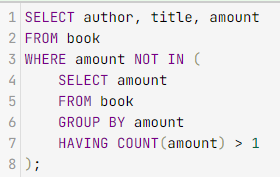 1 SELECT author, title, amount
2 FROM book
3 WHERE amount NOT IN (
4     SELECT amount
5     FROM book
6     GROUP BY amount
7     HAVING COUNT(amount) > 1
8 );